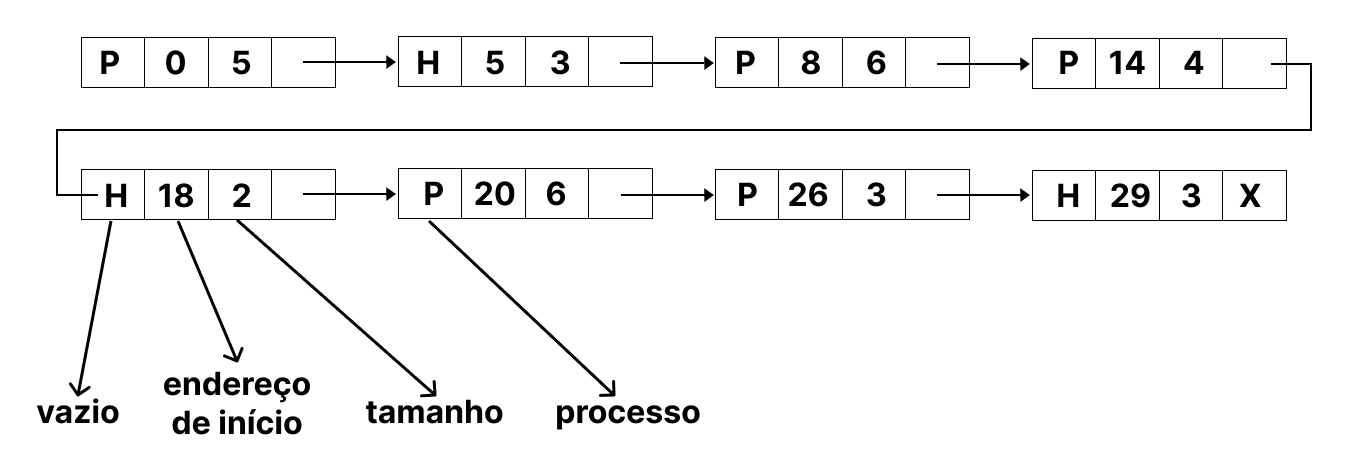 P 0 5
H 5 3
P 8 6
P 14 4
H 18 2
P 20 6
P 26 3
H 29 3 X
vazio
endereço
de início
tamanho
processo